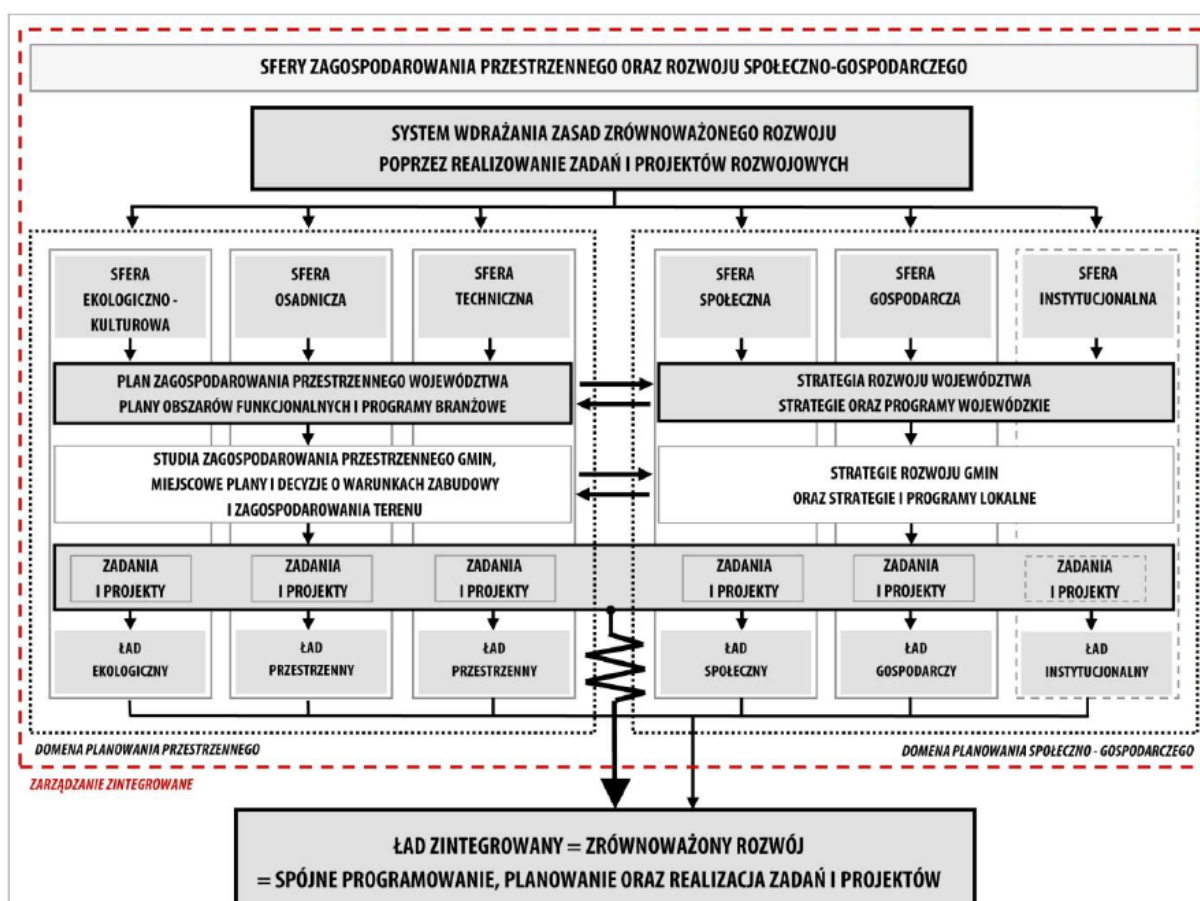 SFERY ZAGOSPODAROWANIA PRZESTRZENNEGO ORAZ ROZWOJU SPOŁECZNO-GOSPODARCZEGO
SYSTEM WDRAŻANIA ZASAD ZRÓWNOWAŻONEGO ROZWOJU
POPRZEZ REALIZOWANIE ZADAŃ I PROJEKTÓW ROZWOJOWYCH
SFERA
EKOLOGICZNO -
KULTUROWA
SFERA
OSADNICZA
SFERA
TECHNICZNA
SFERA
SPOŁECZNA
SFERA
GOSPODARCZA
SFERA
INSTYTUCJONALNA
PLAN ZAGOSPODAROWANIA PRZESTRZENNEGO WOJEWÓDZTWA
PLANY OBSZARÓW FUNKCJONALNYCH I PROGRAMY BRANŻOWE
STRATEGIA ROZWOJU WOJEWÓDZTWA
STRATEGIE ORAZ PROGRAMY WOJEWÓDZKIE
STUDIA ZAGOSPODAROWANIA PRZESTRZENNEGO GMIN,
MIEJSCOWE PLANY I DECYZJE O WARUNKACH ZABUDOWY
I ZAGOSPODAROWANIA TERENU
STRATEGIE ROZWOJU GMIN
ORAZ STRATEGIE I PROGRAMY LOKALNE
ZADANIA
I PROJEKTY
ZADANIA
I PROJEKTY
ZADANIA
I PROJEKTY
ZADANIA
I PROJEKTY
ZADANIA
I PROJEKTY
ZADANIA
I PROJEKTY
ŁAD
EKOLOGICZNY
ŁAD
PRZESTRZENNY
ŁAD
PRZESTRZENNY
ŁAD
SPOŁECZNY
ŁAD
GOSPODARCZY
ŁAD
INSTYTUCJONALNY
DOMENA PLANOWANIA PRZESTRZENNEGO
DOMENA PLANOWANIA SPOŁECZNO - GOSPODARCZEGO
ZARZĄDZANIE ZINTEGROWANE
ŁAD ZINTEGROWANY = ZRÓWNOWAŻONY ROZWÓJ
= SPÓJNE PROGRAMOWANIE, PLANOWANIE ORAZ REALIZACJA ZADAŃ I PROJEKTÓW